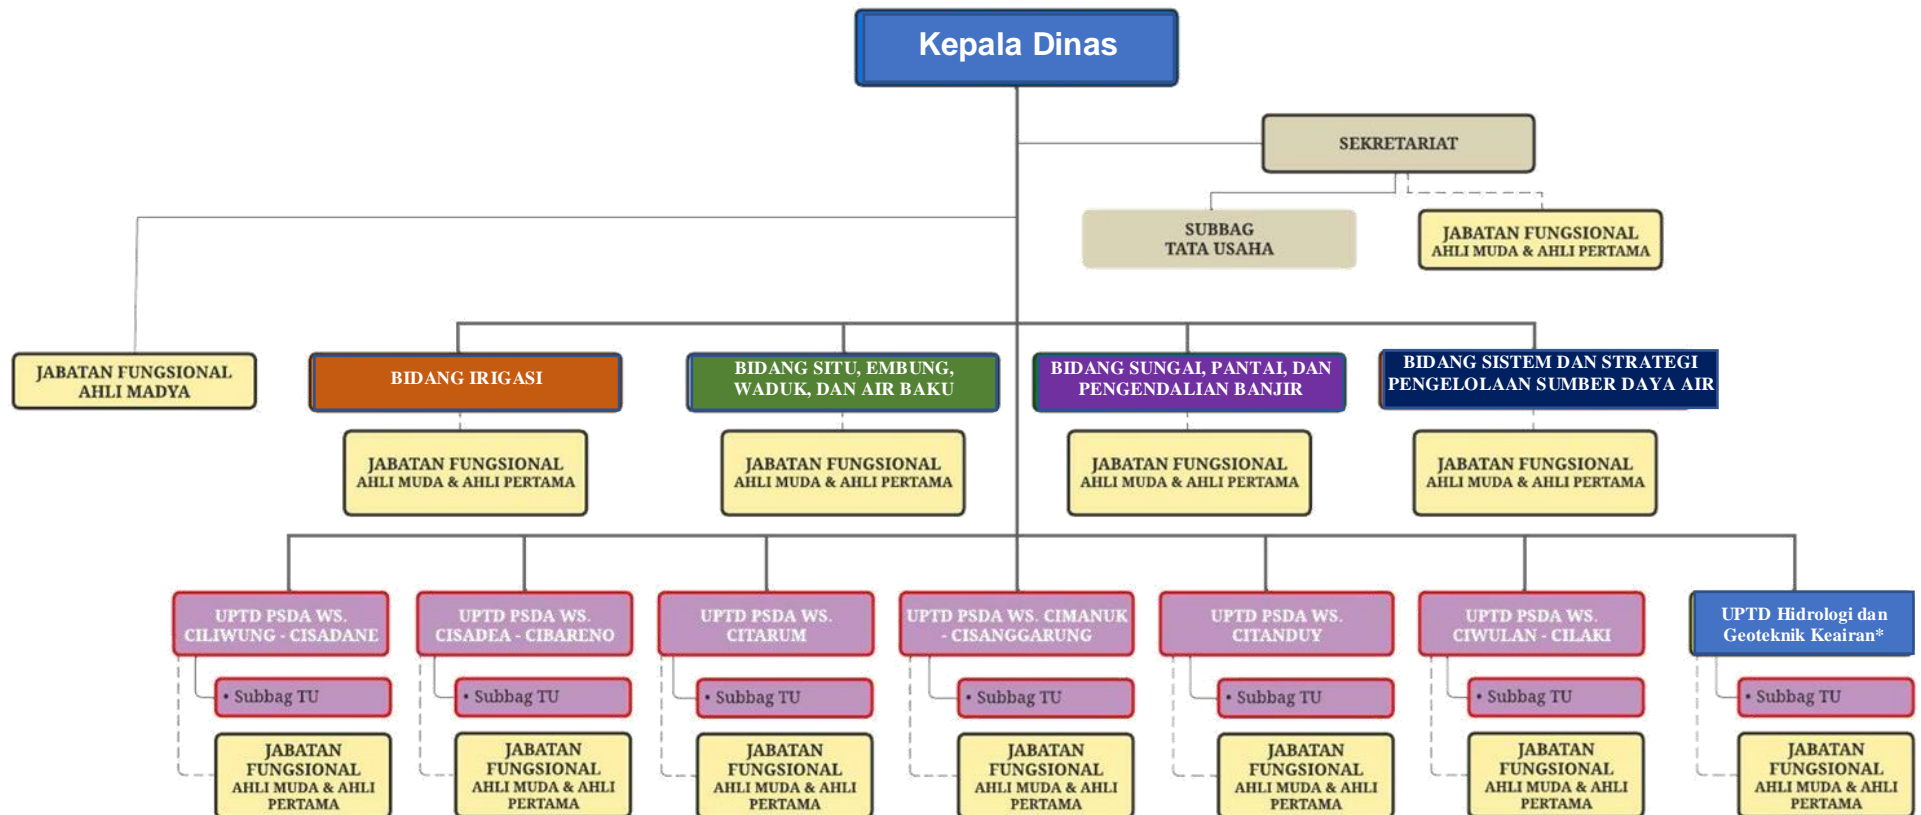 Kepala Dinas
SEKRETARIAT
SUBBAG
TATA USAHA
JABATAN FUNGSIONAL
AHLI MUDA & AHLI PERTAMA
JABATAN FUNGSIONAL
AHLI MADYA
BIDANG IRIGASI
BIDANG SITU, EMBUNG,
WADUK, DAN AIR BAKU
BIDANG SUNGAI, PANTAI, DAN
PENGENDALIAN BANJIR
BIDANG SISTEM DAN STRATEGI
PENGELOLAAN SUMBER DAYA AIR
JABATAN FUNGSIONAL
AHLI MUDA & AHLI PERTAMA
JABATAN FUNGSIONAL
AHLI MUDA & AHLI PERTAMA
JABATAN FUNGSIONAL
AHLI MUDA & AHLI PERTAMA
JABATAN FUNGSIONAL
AHLI MUDA & AHLI PERTAMA
UPTD PSDA WS.
CILIWUNG - CISADANE
UPTD PSDA WS.
CISADEA - CIBARENO
UPTD PSDA WS.
CITARUM
UPTD PSDA WS. CIMANUK
- CISANGGARUNG
UPTD PSDA WS.
CITANDUY
UPTD PSDA WS.
CIWULAN - CILAKI
UPTD Hidrologi dan
Geoteknik Keairan*
• Subbag TU
• Subbag TU
• Subbag TU
• Subbag TU
• Subbag TU
• Subbag TU
• Subbag TU
JABATAN
FUNGSIONAL
AHLI MUDA & AHLI
PERTAMA
JABATAN
FUNGSIONAL
AHLI MUDA & AHLI
PERTAMA
JABATAN
FUNGSIONAL
AHLI MUDA & AHLI
PERTAMA
JABATAN
FUNGSIONAL
AHLI MUDA & AHLI
PERTAMA
JABATAN
FUNGSIONAL
AHLI MUDA & AHLI
PERTAMA
JABATAN
FUNGSIONAL
AHLI MUDA & AHLI
PERTAMA
JABATAN
FUNGSIONAL
AHLI MUDA & AHLI
PERTAMA